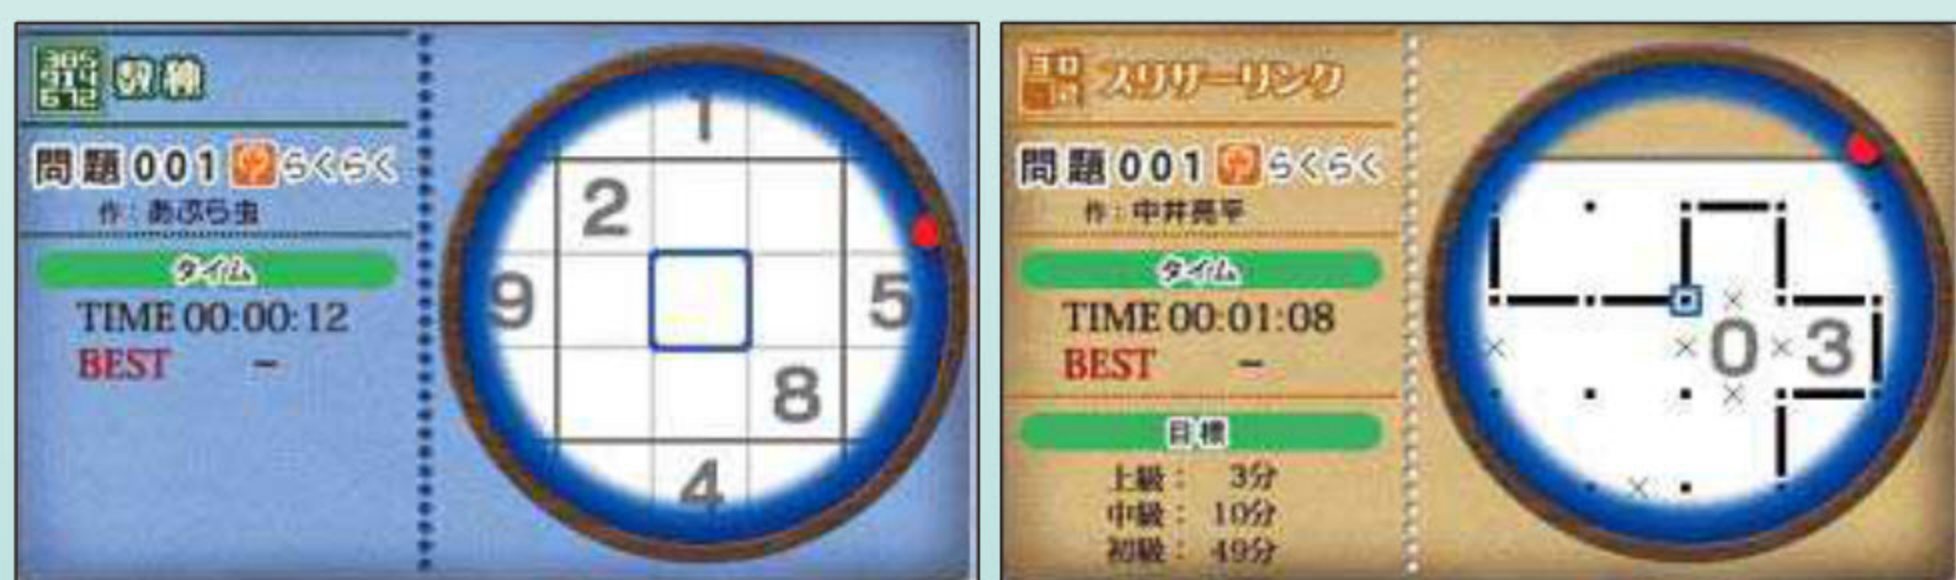 385
914
672
数独
問題001 らくらく
作：あぶら虫
タイム
TIME 00:00:12
BEST −
1
2
9 5
8
4
スリザーリンク
問題001 らくらく
作：中井亮平
タイム
TIME 00:01:08
BEST −
目標
上級： 3分
中級： 10分
初級： 49分
0 3